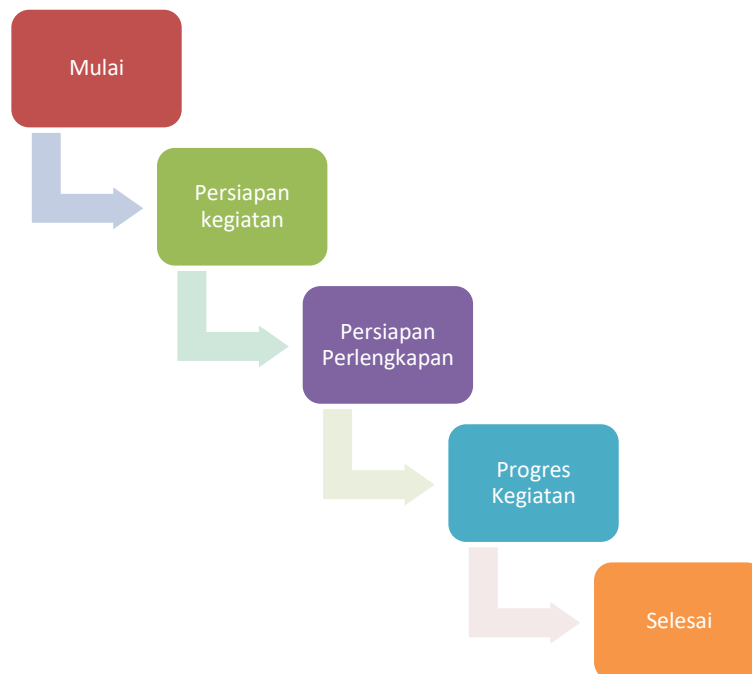 Mulai
Persiapan
kegiatan
Persiapan
Perlengkapan
Progres
Kegiatan
Selesai